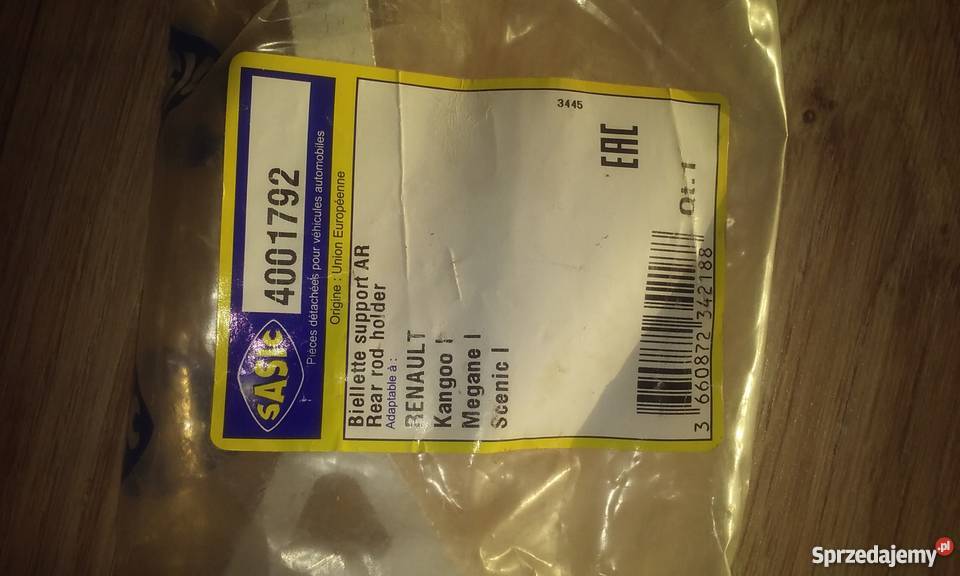 sAsic
4001792
Pièces détachées pour véhicules automobiles
Origine : Union Européenne
Biellette support AR
Rear rod holder
Adaptable à :
RENAULT
Kangoo I
Megane I
Scenic I
3445
EAC
Qt.1
3 660872 342188
Sprzedajemy.pl